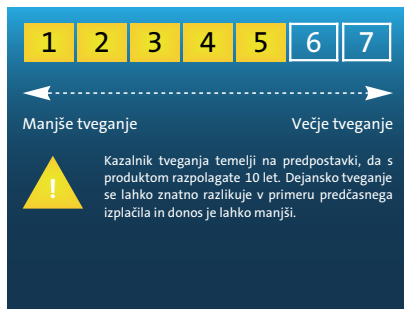 1 2 3 4 5 6 7
Manjše tveganje Večje tveganje
! Kazalnik tveganja temelji na predpostavki, da s
produktom razpolagate 10 let. Dejansko tveganje
se lahko znatno razlikuje v primeru predčasnega
izplačila in donos je lahko manjši.